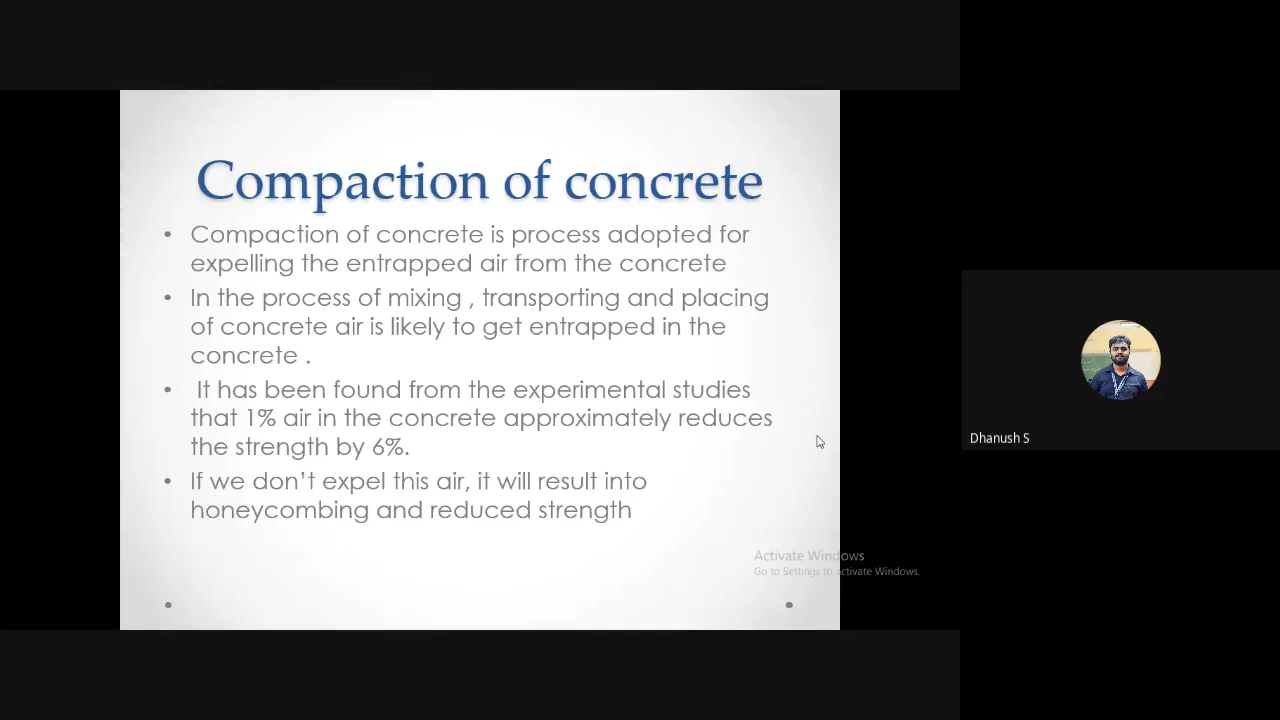 Compaction of concrete
• Compaction of concrete is process adopted for
expelling the entrapped air from the concrete
• In the process of mixing , transporting and placing
of concrete air is likely to get entrapped in the
concrete .
• It has been found from the experimental studies
that 1% air in the concrete approximately reduces
the strength by 6%.
• If we don’t expel this air, it will result into
honeycombing and reduced strength
Activate Windows
Go to Settings to activate Windows.
Dhanush S